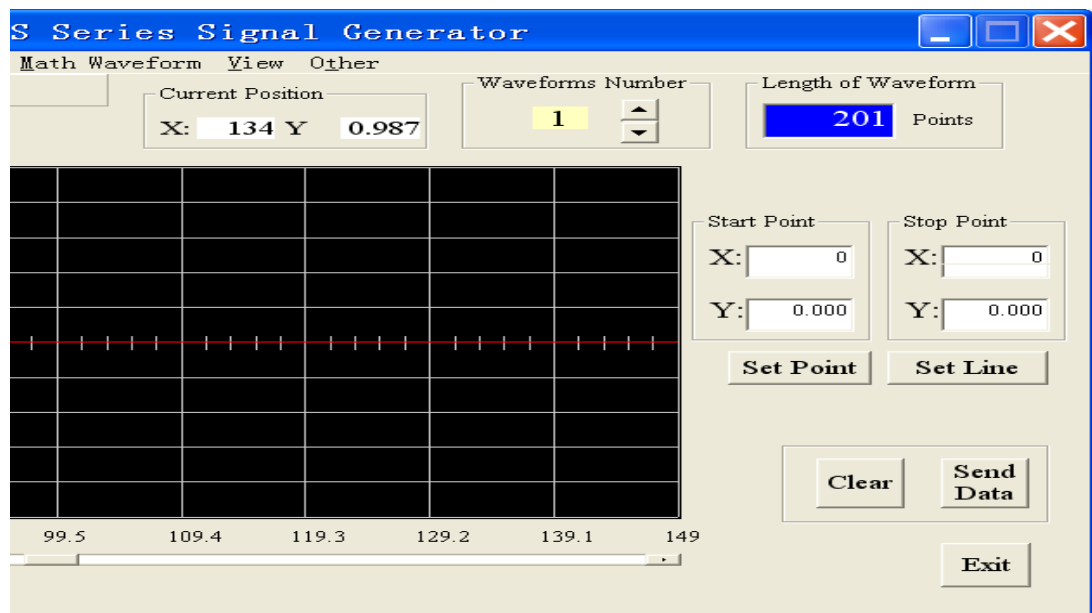 S Series Signal Generator
Math Waveform View Other
Current Position
X: 134 Y 0.987
Waveforms Number
1
Length of Waveform
201 Points
Start Point
X: 0
Y: 0.000
Stop Point
X: 0
Y: 0.000
Set Point
Set Line
Clear
Send
Data
99.5 109.4 119.3 129.2 139.1 149
Exit